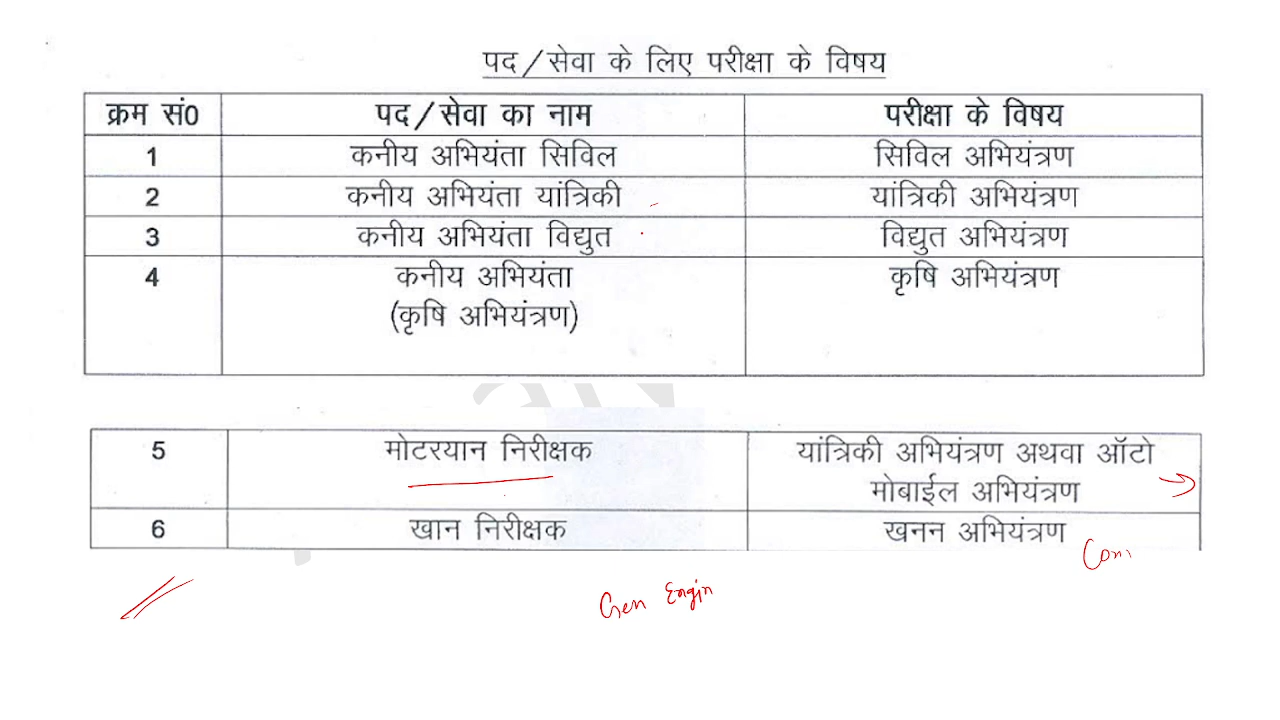 पद/सेवा के लिए परीक्षा के विषय
क्रम सं0 पद/सेवा का नाम परीक्षा के विषय
1 कनीय अभियंता सिविल सिविल अभियंत्रण
2 कनीय अभियंता यांत्रिकी यांत्रिकी अभियंत्रण
3 कनीय अभियंता विद्युत विद्युत अभियंत्रण
4 कनीय अभियंता कृषि अभियंत्रण
(कृषि अभियंत्रण)
5 मोटरयान निरीक्षक यांत्रिकी अभियंत्रण अथवा ऑटो
मोबाईल अभियंत्रण
6 खान निरीक्षक खनन अभियंत्रण
Com
Gen Engin